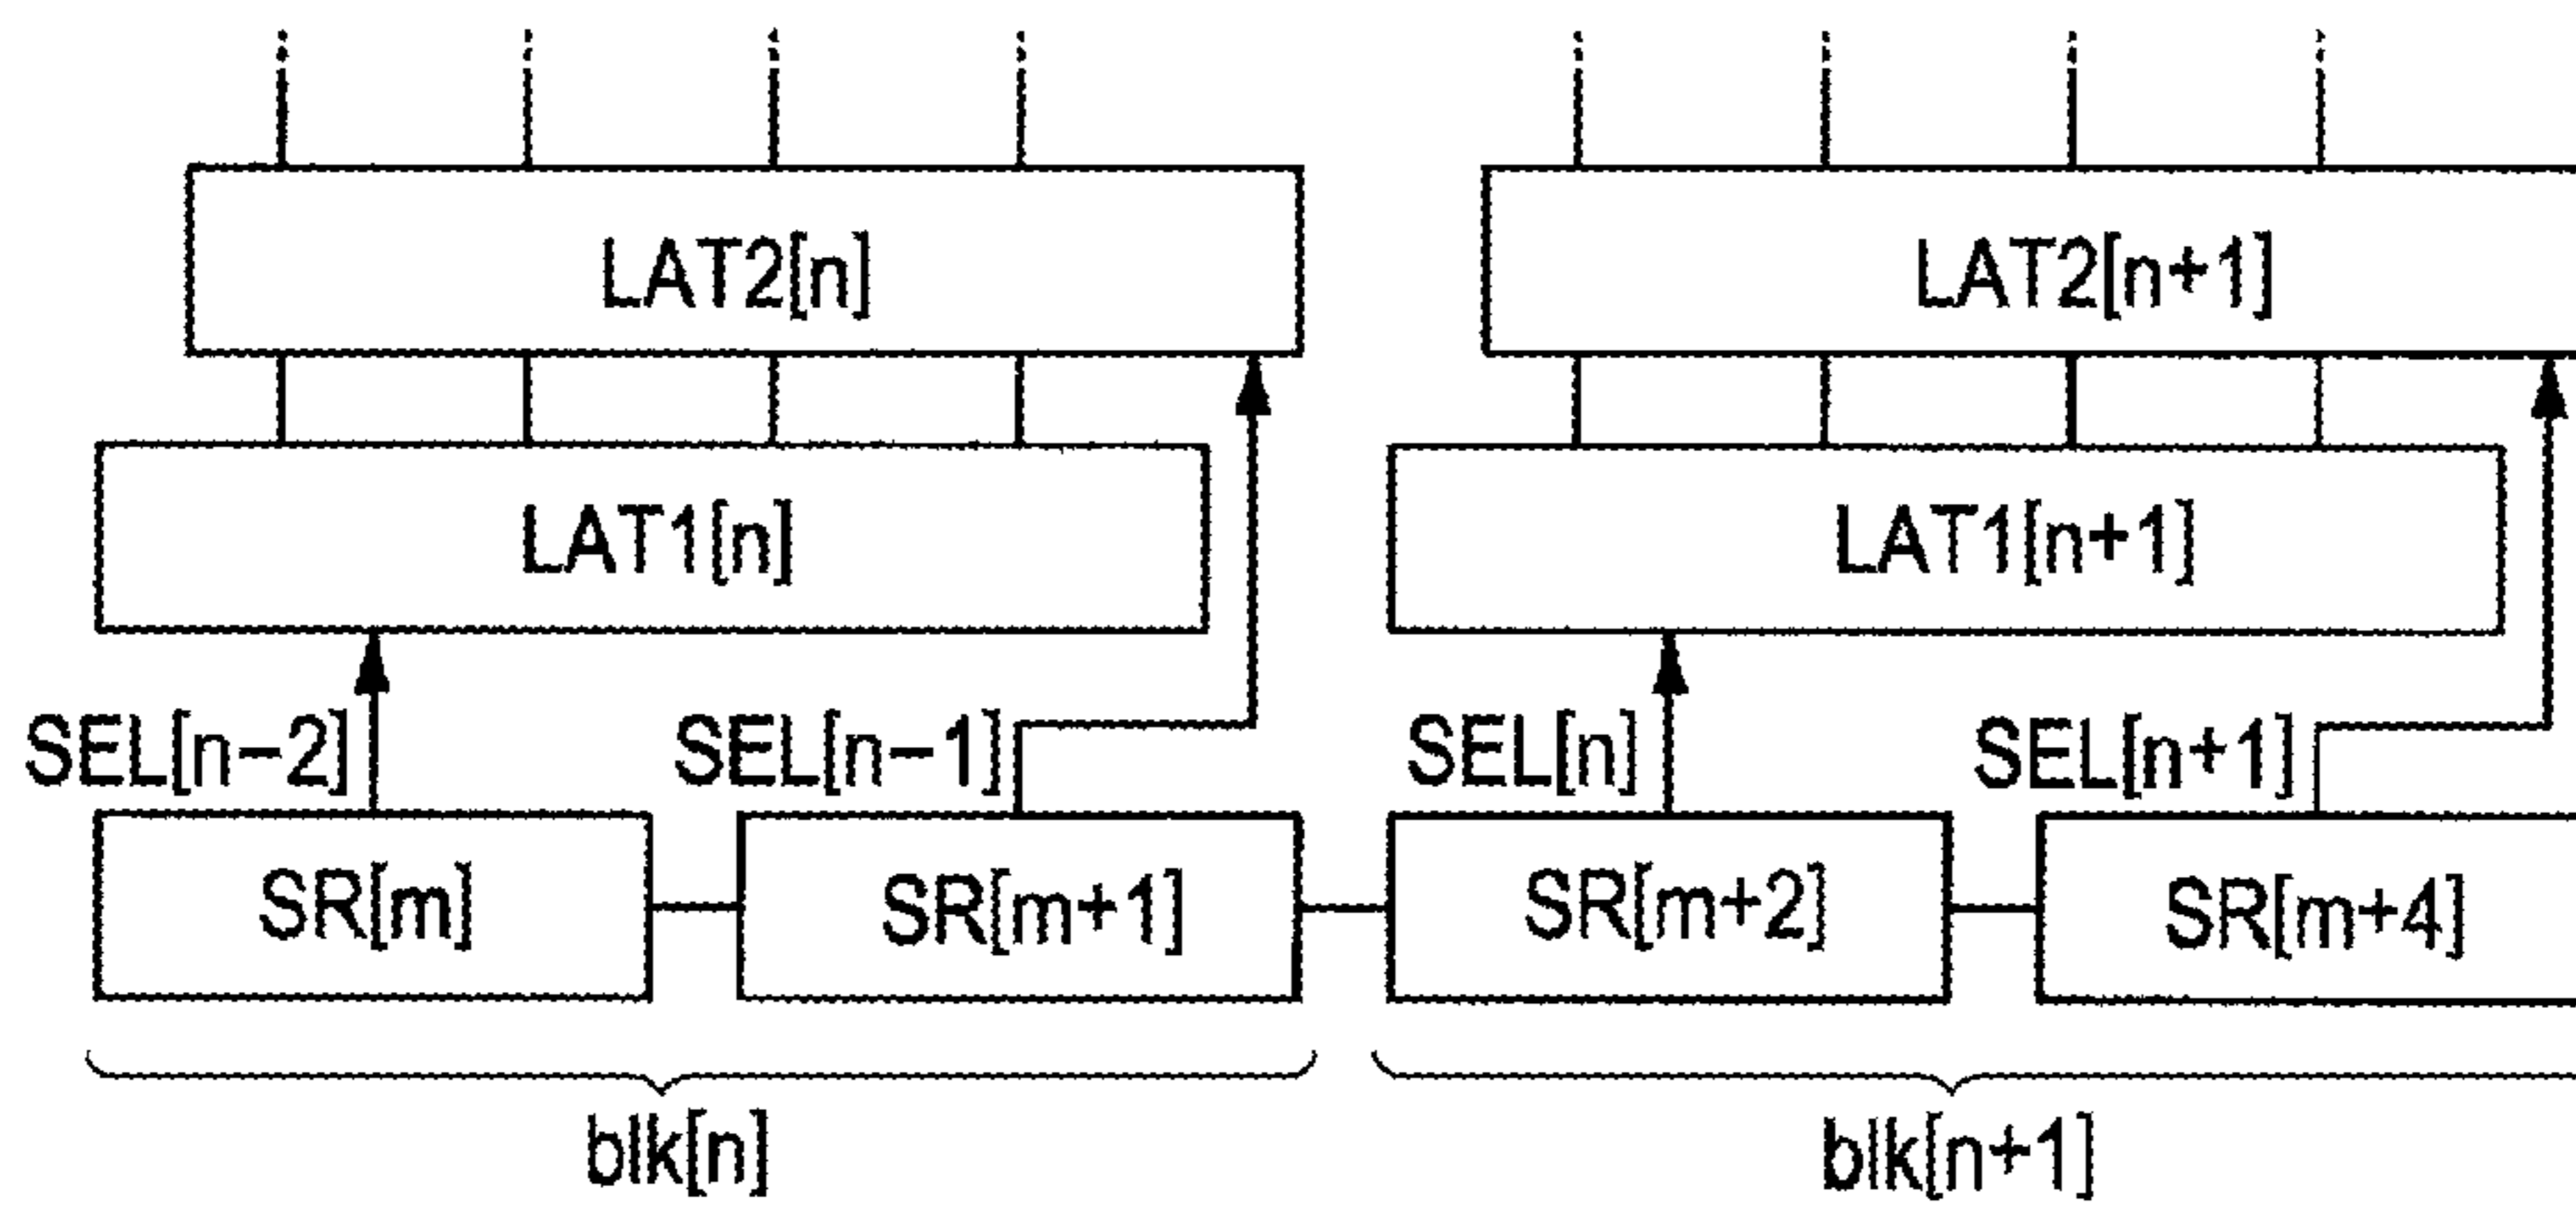 LAT2[n] LAT2[n+1]
LAT1[n] LAT1[n+1]
SEL[n−2] SEL[n−1] SEL[n] SEL[n+1]
SR[m] SR[m+1] SR[m+2] SR[m+4]
blk[n] blk[n+1]